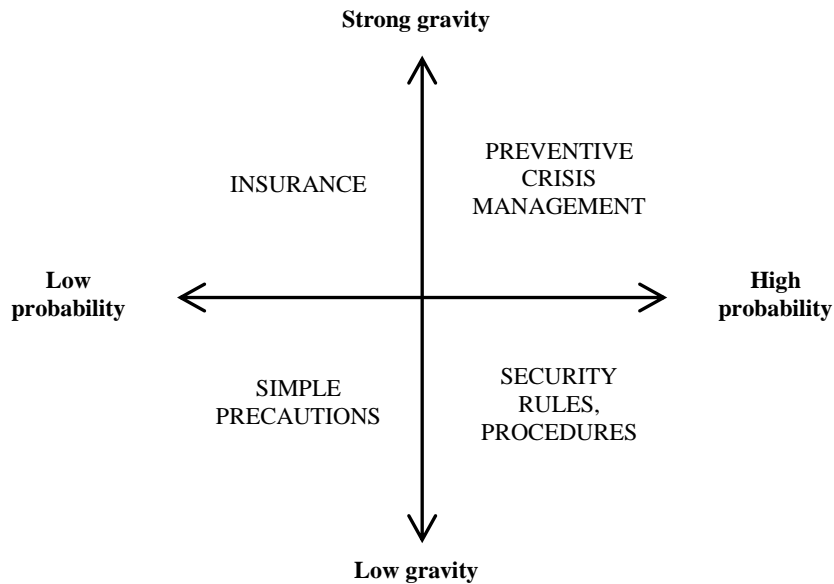 Strong gravity
INSURANCE
PREVENTIVE
CRISIS
MANAGEMENT
Low
probability
High
probability
SIMPLE
PRECAUTIONS
SECURITY
RULES,
PROCEDURES
Low gravity